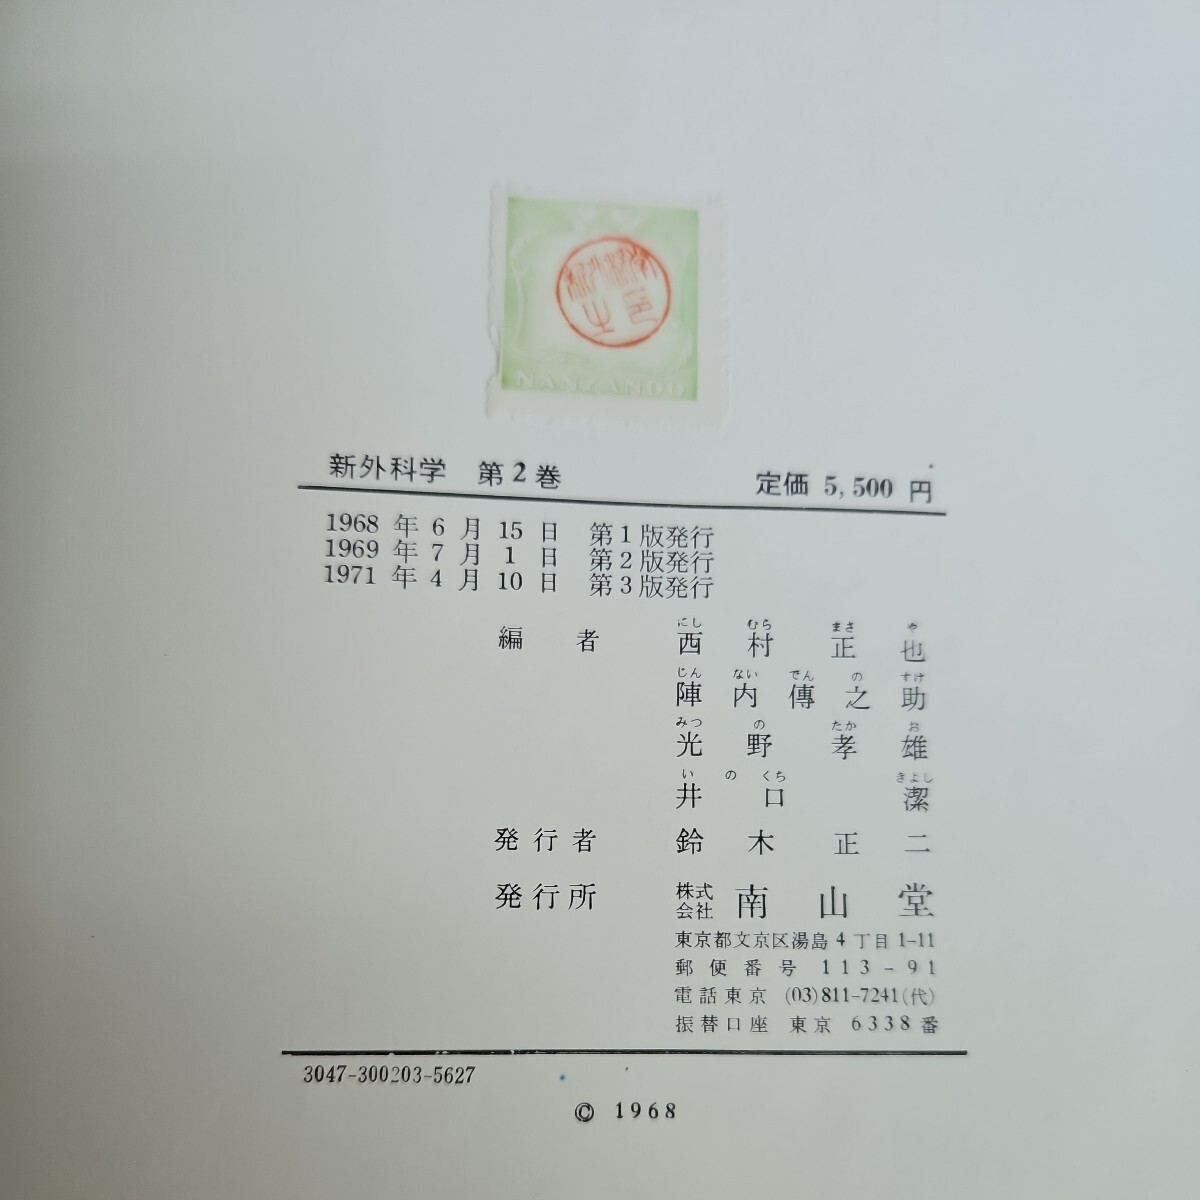 NANZANDO
新外科学 第2巻 定価 5,500 円
1968 年 6 月 15 日 第1版発行
1969 年 7 月 1 日 第2版発行
1971 年 4 月 10 日 第3版発行
にし むら まさ や
編 者 西 村 正 也
じん ない でん の すけ
陣 内 傳 之 助
みつ の たか お
光 野 孝 雄
い の くち きよし
井 口 潔
発 行 者 鈴 木 正 二
発 行 所 株式会社 南 山 堂
東京都文京区湯島 4 丁目 1-11
郵 便 番 号 113-91
電 話 東 京 (03)811-7241(代)
振 替 口 座 東 京 6338 番
3047-300203-5627
© 1968